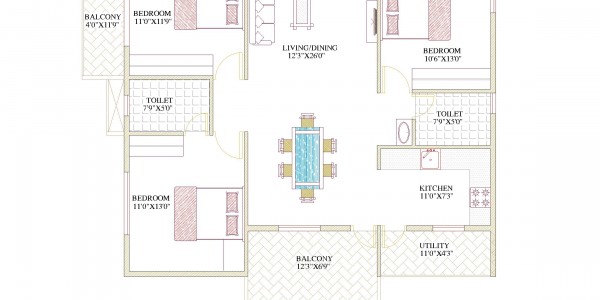 BALCONY
4'0"X11'9"
BEDROOM
11'0"X11'9"
LIVING/DINING
12'3"X26'0"
BEDROOM
10'6"X13'0"
TOILET
7'9"X5'0"
TOILET
7'9"X5'0"
BEDROOM
11'0"X13'0"
KITCHEN
11'0"X7'3"
BALCONY
12'3"X6'9"
UTILITY
11'0"X4'3"